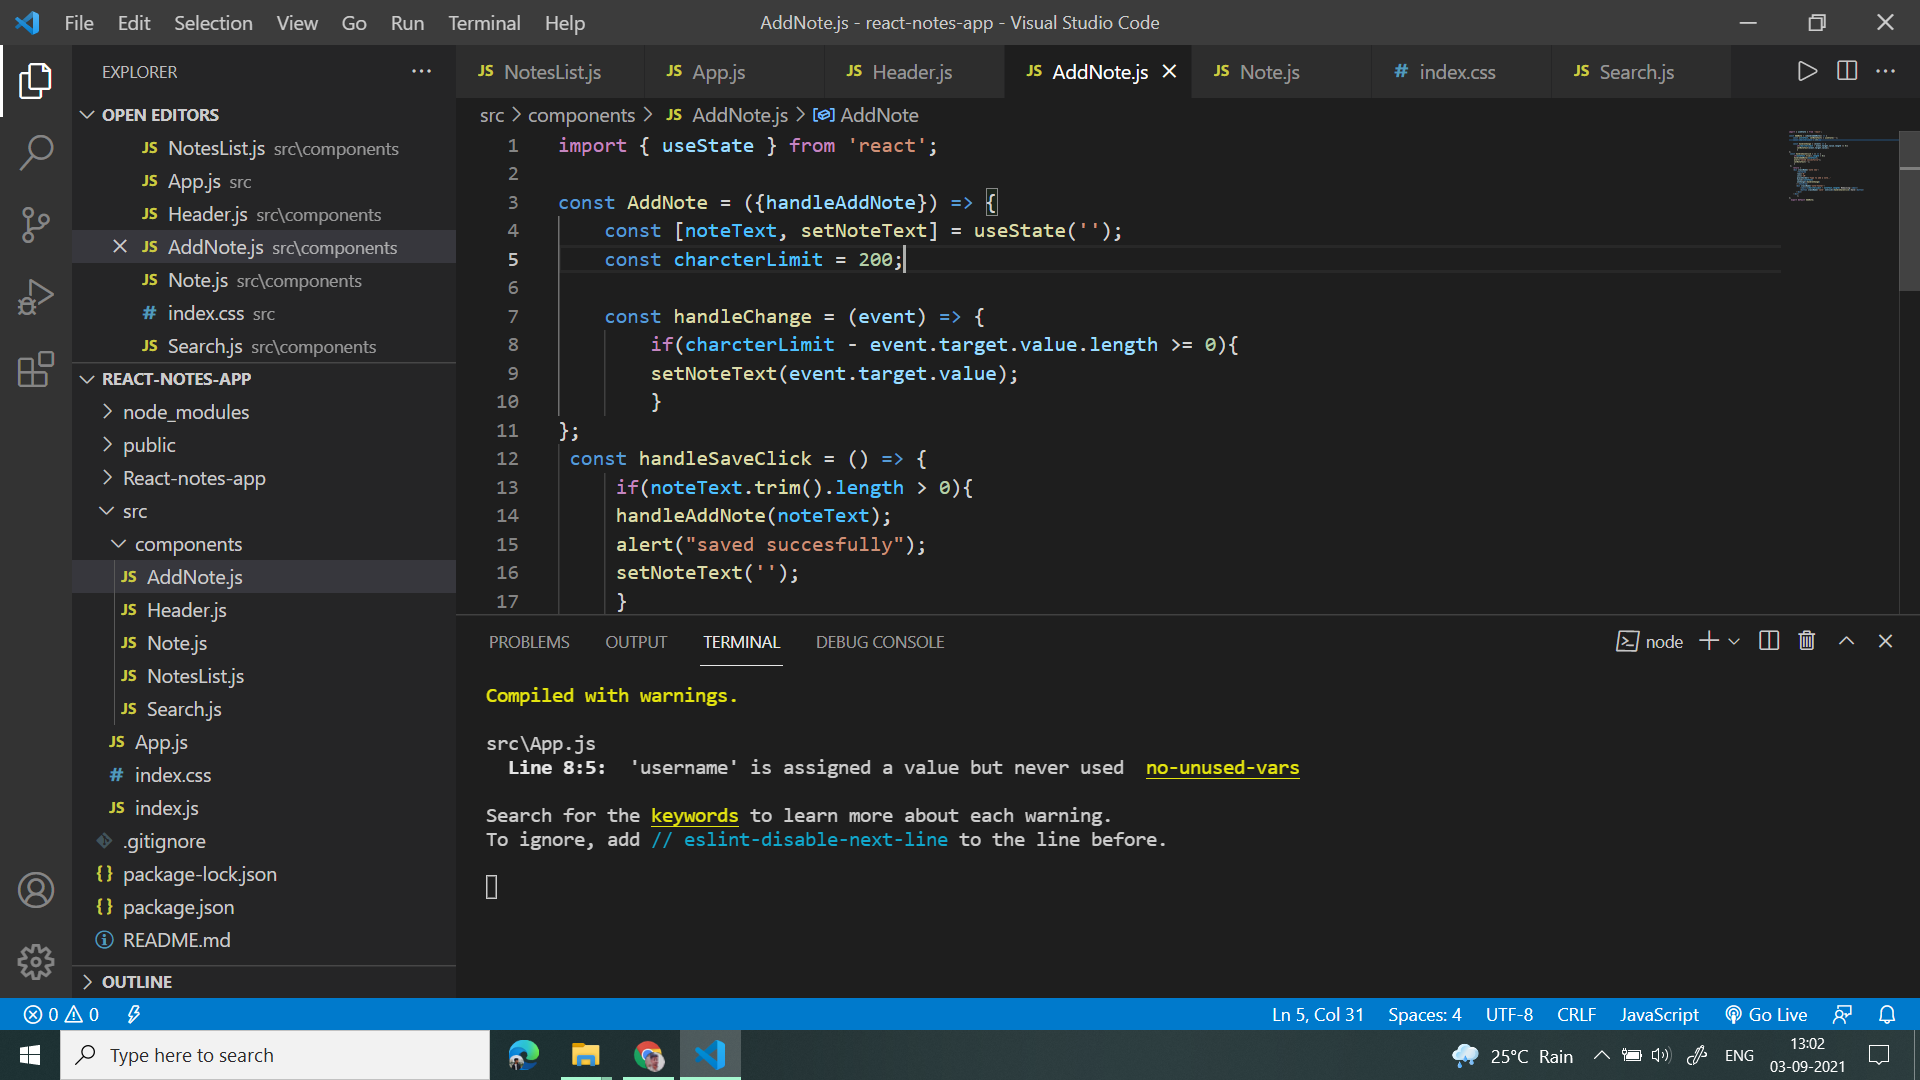 File Edit Selection View Go Run Terminal Help
AddNote.js - react-notes-app - Visual Studio Code
EXPLORER
OPEN EDITORS
JS NotesList.js src\components
JS App.js src
JS Header.js src\components
JS AddNote.js src\components
JS Note.js src\components
# index.css src
JS Search.js src\components
REACT-NOTES-APP
node_modules
public
React-notes-app
src
components
JS AddNote.js
JS Header.js
JS Note.js
JS NotesList.js
JS Search.js
JS App.js
# index.css
JS index.js
.gitignore
{} package-lock.json
{} package.json
README.md
OUTLINE
JS NotesList.js JS App.js JS Header.js JS AddNote.js JS Note.js # index.css JS Search.js
src > components > JS AddNote.js > AddNote
1 import { useState } from 'react';
2
3 const AddNote = ({handleAddNote}) => {
4 const [noteText, setNoteText] = useState('');
5 const charcterLimit = 200;
6
7 const handleChange = (event) => {
8 if(charcterLimit - event.target.value.length >= 0){
9 setNoteText(event.target.value);
10 }
11 };
12 const handleSaveClick = () => {
13 if(noteText.trim().length > 0){
14 handleAddNote(noteText);
15 alert("saved succesfully");
16 setNoteText('');
17 }
PROBLEMS OUTPUT TERMINAL DEBUG CONSOLE
node
Compiled with warnings.
src\App.js
Line 8:5: 'username' is assigned a value but never used no-unused-vars
Search for the keywords to learn more about each warning.
To ignore, add // eslint-disable-next-line to the line before.
0 0
Ln 5, Col 31 Spaces: 4 UTF-8 CRLF JavaScript Go Live
Type here to search
25°C Rain
ENG
13:02
03-09-2021